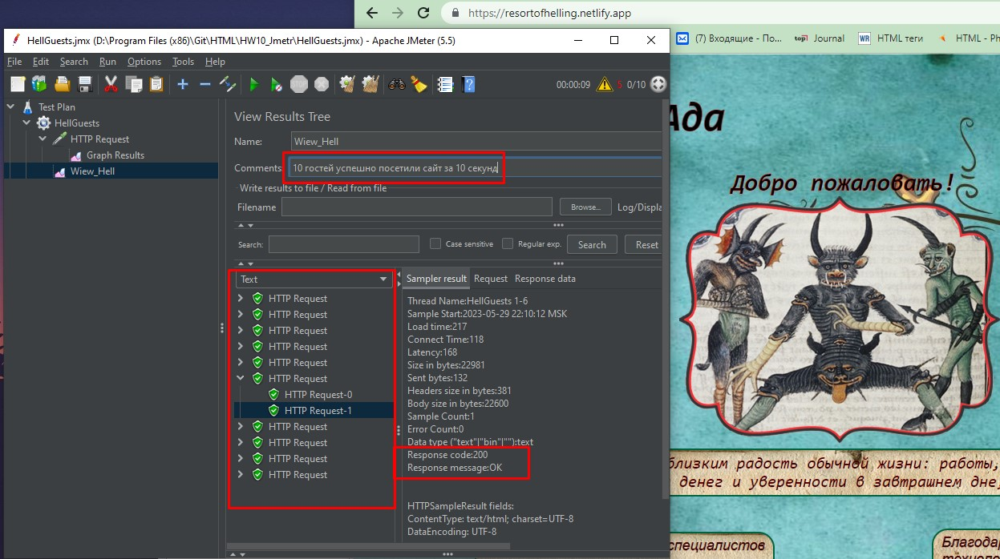 https://resortofhelling.netlify.app
HellGuests.jmx (D:\Program Files (x86)\Git\HTML\HW10_Jmetr\HellGuests.jmx) - Apache JMeter (5.5)
(7) Входящие - По... top Journal WR HTML теги HTML - Ph
File Edit Search Run Options Tools Help
STOP 00:00:09 5 0/10
Test Plan
HellGuests
HTTP Request
Graph Results
Wiew_Hell
View Results Tree
Name: Wiew_Hell
Comments: 10 гостей успешно посетили сайт за 10 секунд
Write results to file / Read from file
Filename Browse... Log/Displa
Search: Case sensitive Regular exp. Search Reset
Text
HTTP Request
HTTP Request
HTTP Request
HTTP Request
HTTP Request
HTTP Request
HTTP Request-0
HTTP Request-1
HTTP Request
HTTP Request
HTTP Request
HTTP Request
Sampler result Request Response data
Thread Name:HellGuests 1-6
Sample Start:2023-05-29 22:10:12 MSK
Load time:217
Connect Time:118
Latency:168
Size in bytes:22981
Sent bytes:132
Headers size in bytes:381
Body size in bytes:22600
Sample Count:1
Error Count:0
Data type ("text"|"bin"|""):text
Response code:200
Response message:OK
HTTPSampleResult fields:
ContentType: text/html; charset=UTF-8
DataEncoding: UTF-8
Ада
Добро пожаловать!
близким радость обычной жизни: работы,
денег и уверенности в завтрашнем дне,
специалистов
Благода